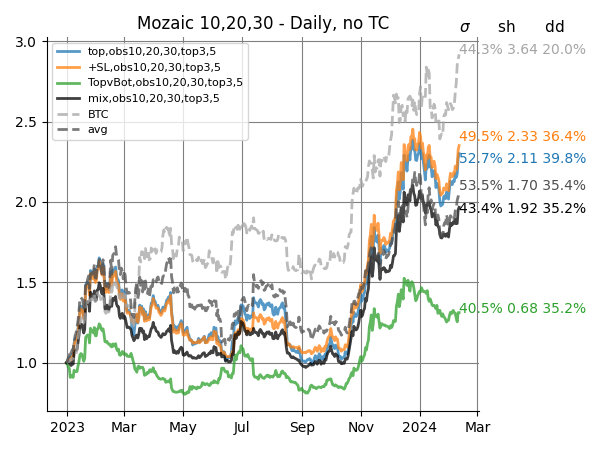 Mozaic 10,20,30 - Daily, no TC
σ sh dd
top,obs10,20,30,top3,5
+SL,obs10,20,30,top3,5
TopvBot,obs10,20,30,top3,5
mix,obs10,20,30,top3,5
BTC
avg
44.3% 3.64 20.0%
49.5% 2.33 36.4%
52.7% 2.11 39.8%
53.5% 1.70 35.4%
43.4% 1.92 35.2%
40.5% 0.68 35.2%
3.0
2.5
2.0
1.5
1.0
2023 Mar May Jul Sep Nov 2024 Mar